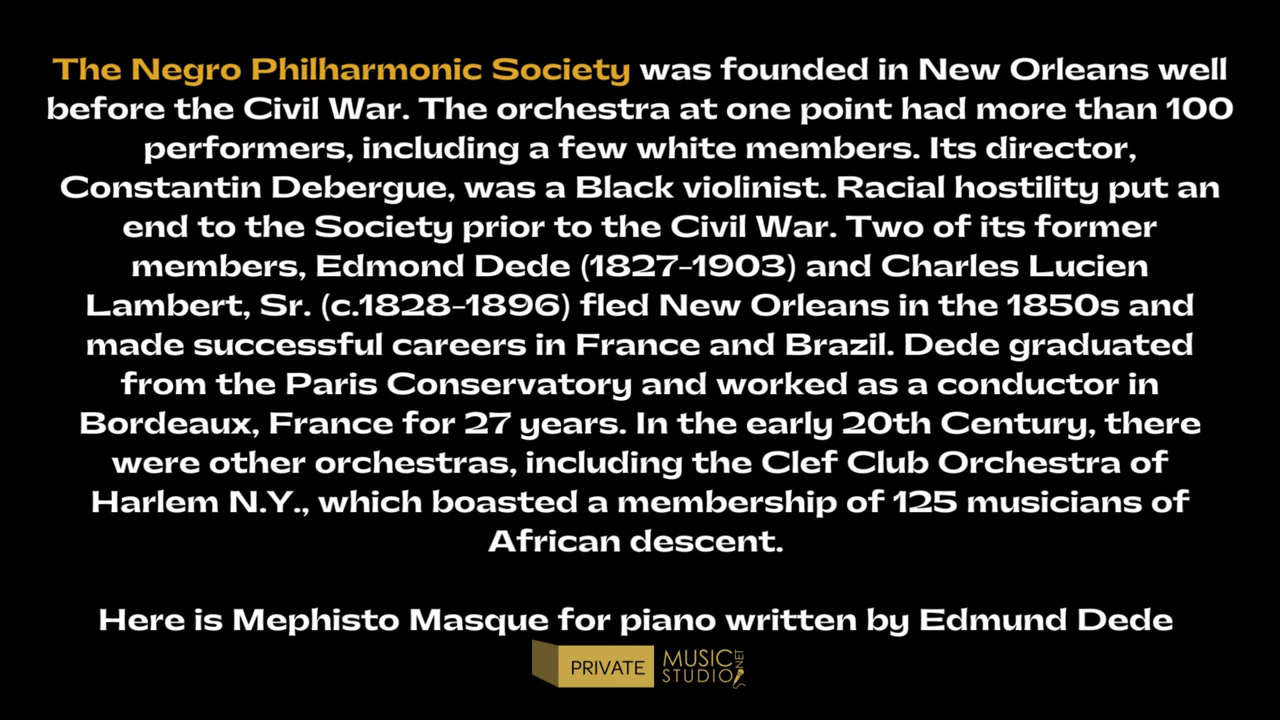 The Negro Philharmonic Society was founded in New Orleans well
before the Civil War. The orchestra at one point had more than 100
performers, including a few white members. Its director,
Constantin Debergue, was a Black violinist. Racial hostility put an
end to the Society prior to the Civil War. Two of its former
members, Edmond Dede (1827-1903) and Charles Lucien
Lambert, Sr. (c.1828-1896) fled New Orleans in the 1850s and
made successful careers in France and Brazil. Dede graduated
from the Paris Conservatory and worked as a conductor in
Bordeaux, France for 27 years. In the early 20th Century, there
were other orchestras, including the Clef Club Orchestra of
Harlem N.Y., which boasted a membership of 125 musicians of
African descent.
Here is Mephisto Masque for piano written by Edmund Dede
PRIVATE MUSIC
STUDIO.NET